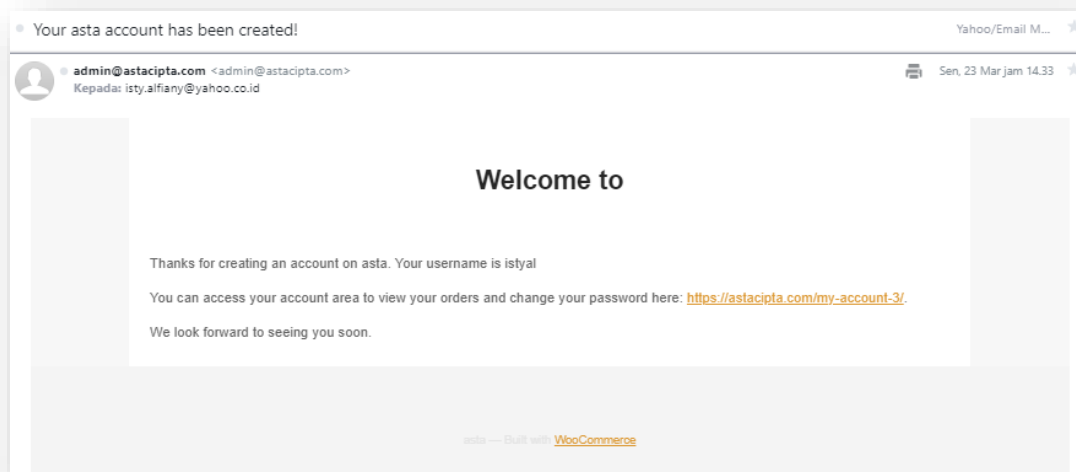 Your asta account has been created!
Yahoo/Email M...
admin@astacipta.com <admin@astacipta.com>
Sen, 23 Mar jam 14.33
Kepada: isty.alfiany@yahoo.co.id
Welcome to
Thanks for creating an account on asta. Your username is istyal
You can access your account area to view your orders and change your password here: https://astacipta.com/my-account-3/.
We look forward to seeing you soon.
asta — Built with WooCommerce